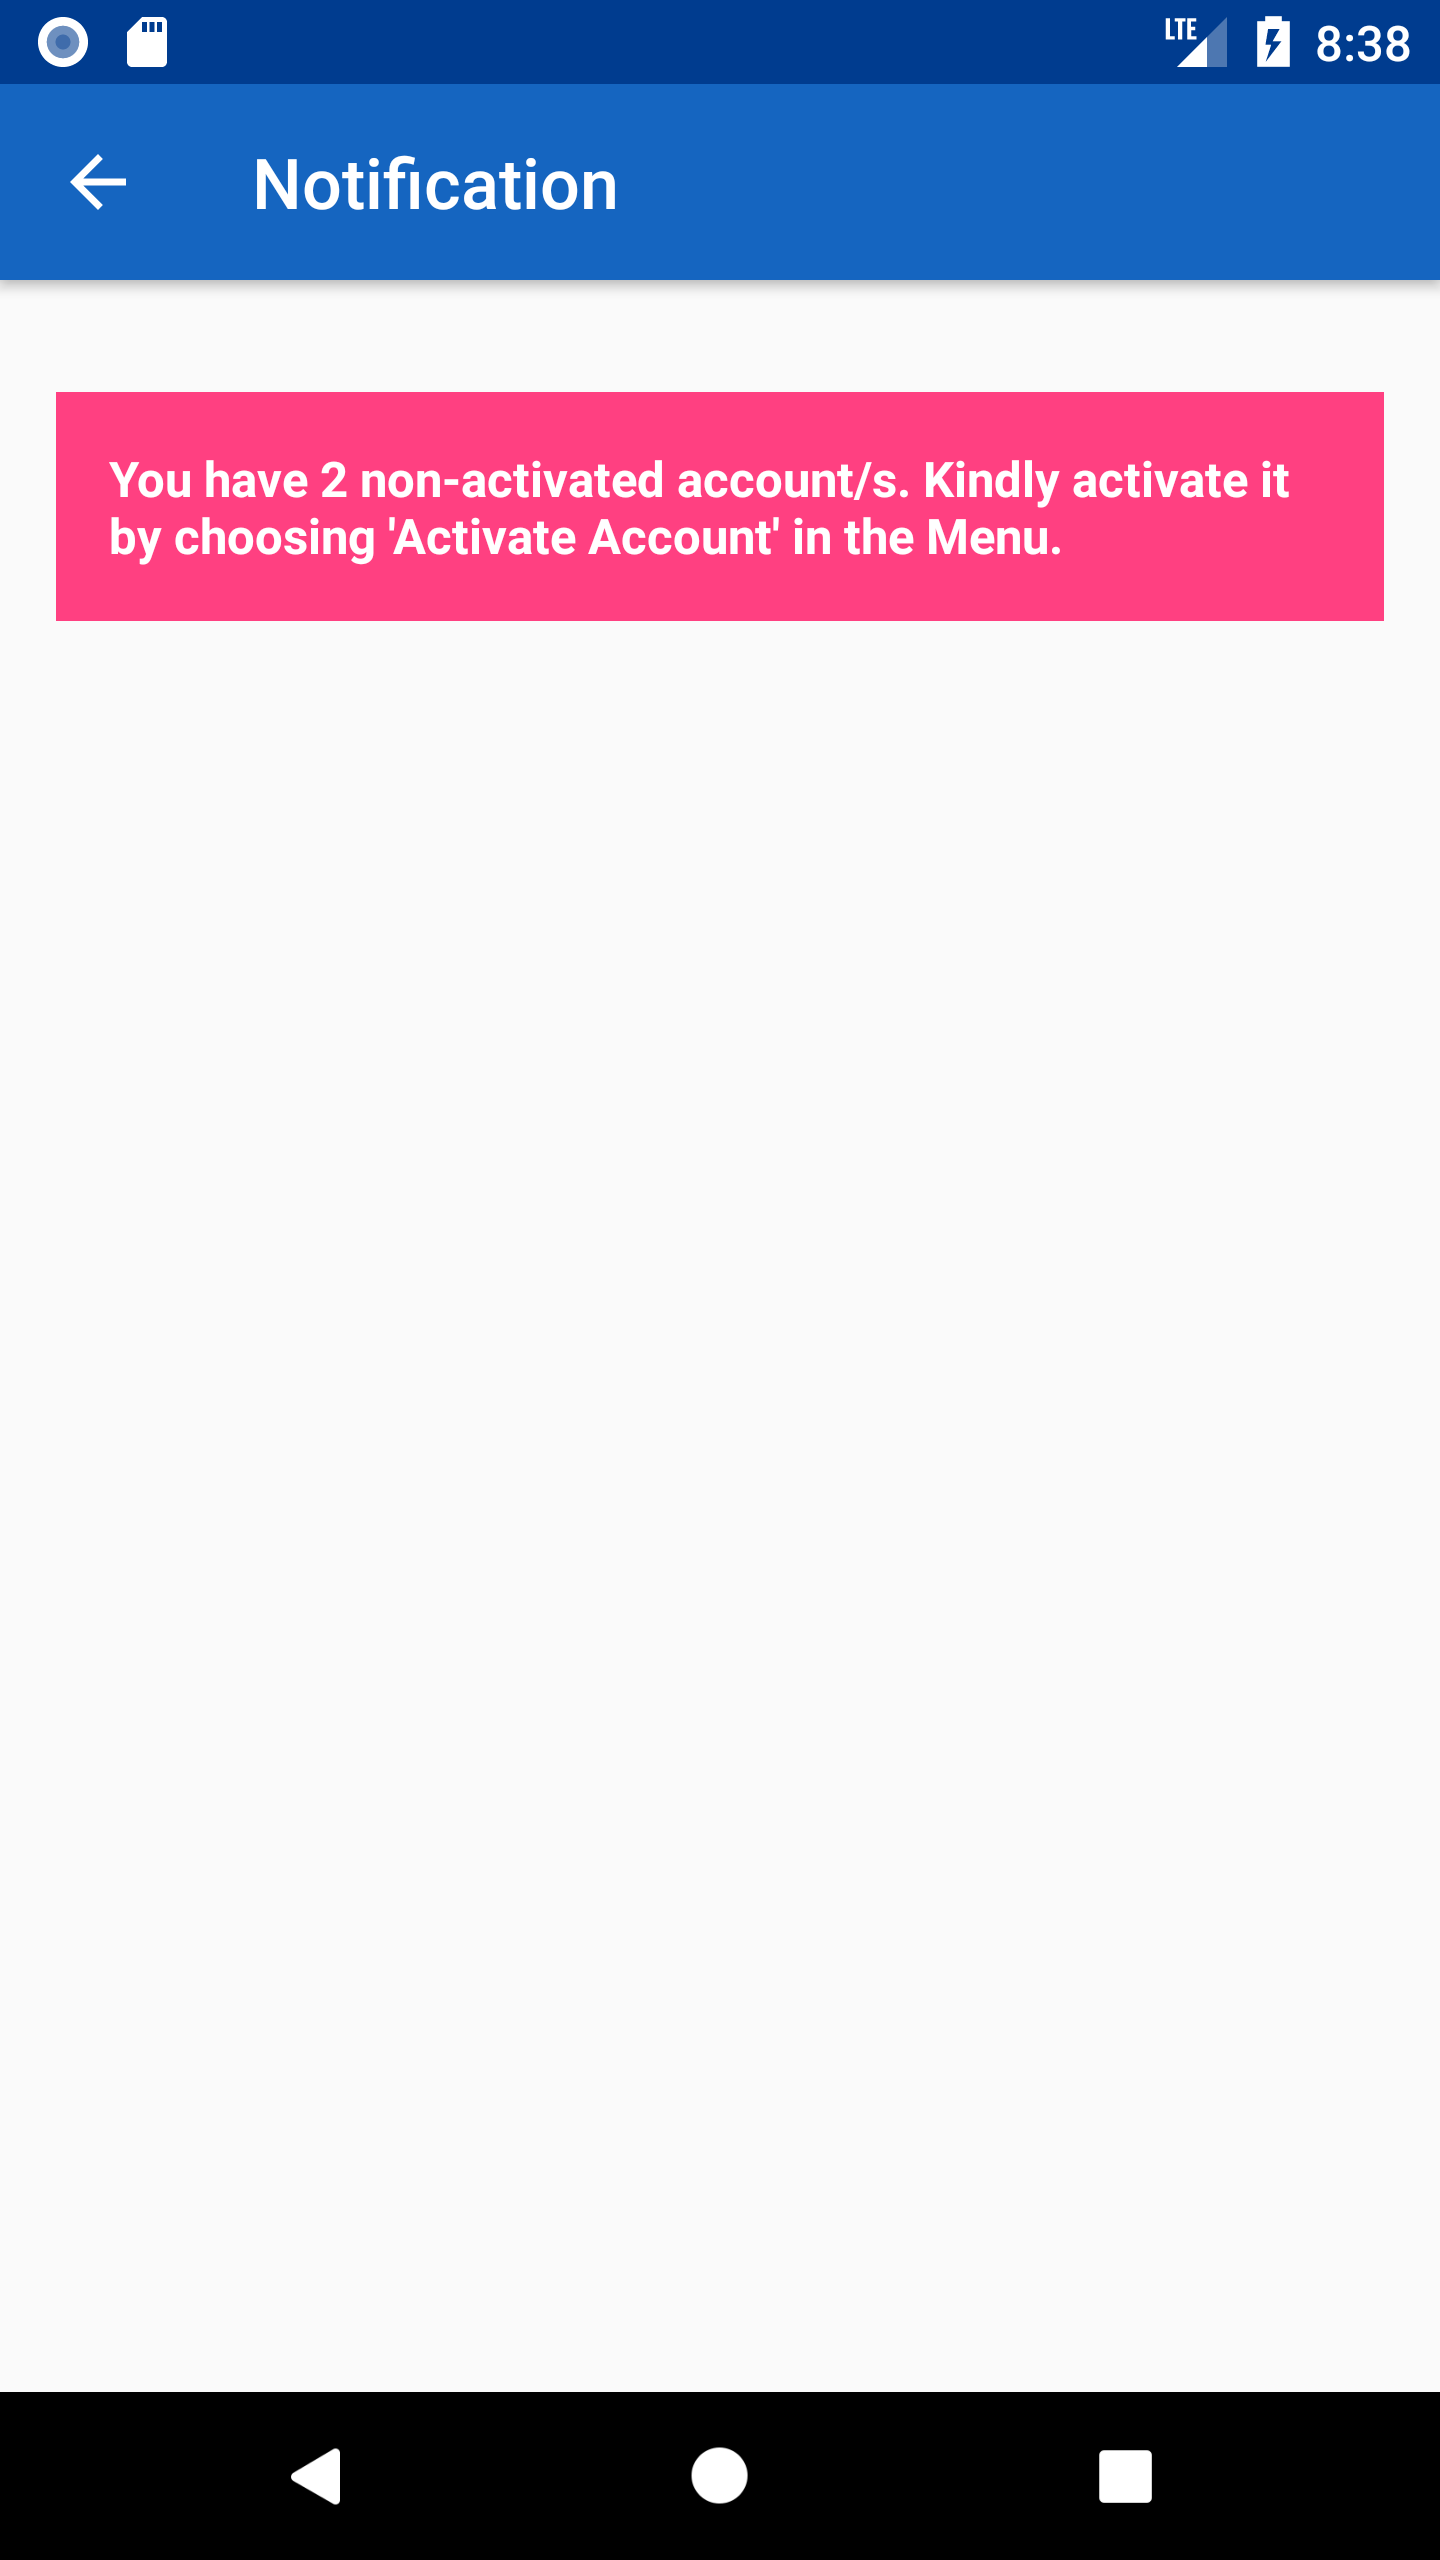 LTE 8:38
Notification
You have 2 non-activated account/s. Kindly activate it
by choosing 'Activate Account' in the Menu.